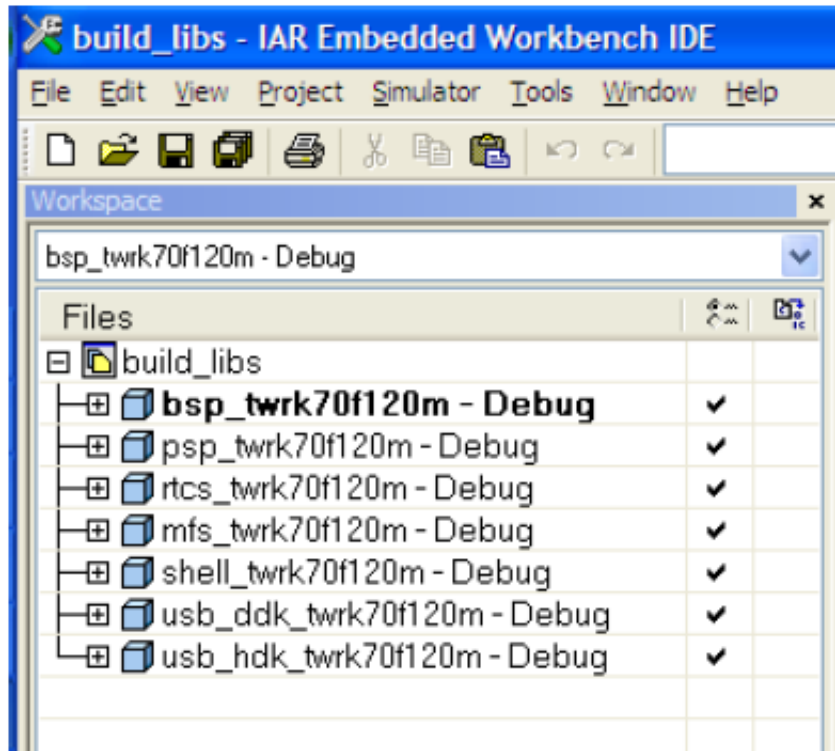 build_libs - IAR Embedded Workbench IDE
File Edit View Project Simulator Tools Window Help
Workspace
bsp_twrk70f120m - Debug
Files
build_libs
bsp_twrk70f120m - Debug
psp_twrk70f120m - Debug
rtcs_twrk70f120m - Debug
mfs_twrk70f120m - Debug
shell_twrk70f120m - Debug
usb_ddk_twrk70f120m - Debug
usb_hdk_twrk70f120m - Debug